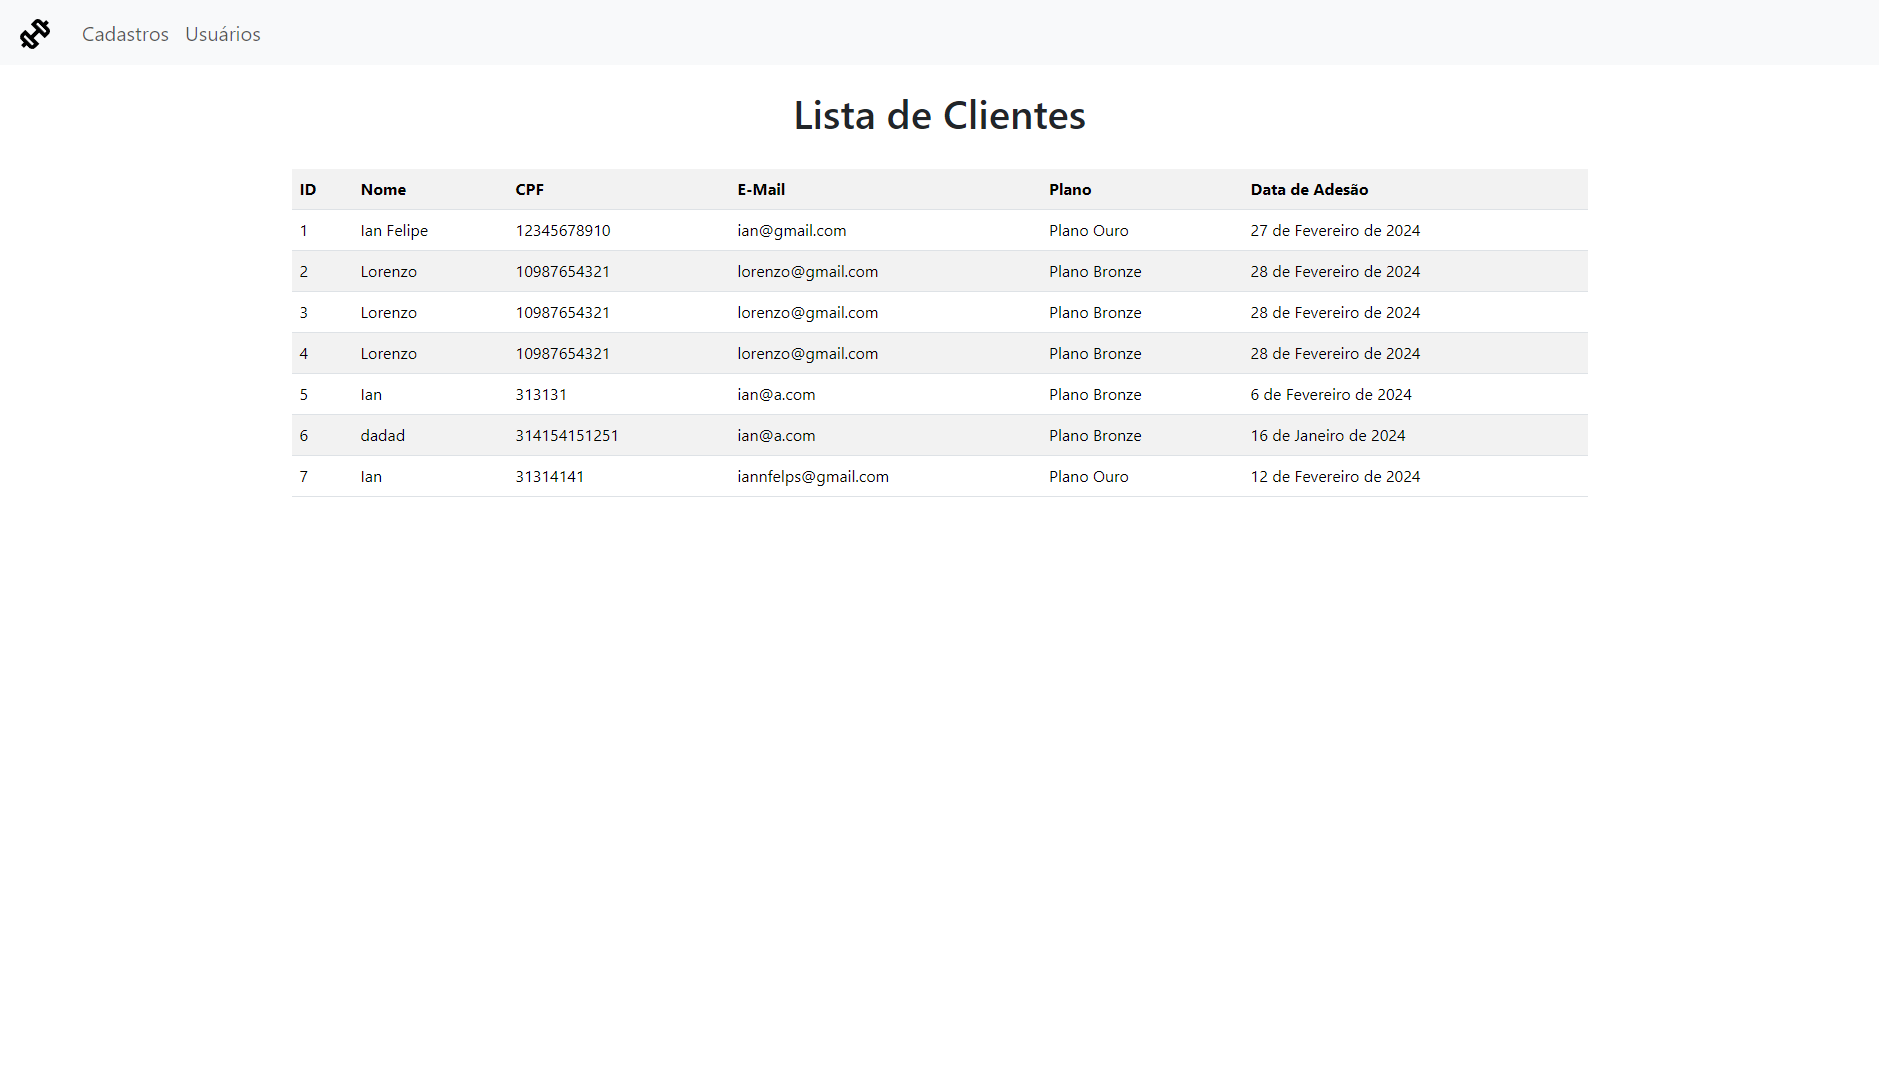 Cadastros Usuários
Lista de Clientes
ID Nome CPF E-Mail Plano Data de Adesão
1 Ian Felipe 12345678910 ian@gmail.com Plano Ouro 27 de Fevereiro de 2024
2 Lorenzo 10987654321 lorenzo@gmail.com Plano Bronze 28 de Fevereiro de 2024
3 Lorenzo 10987654321 lorenzo@gmail.com Plano Bronze 28 de Fevereiro de 2024
4 Lorenzo 10987654321 lorenzo@gmail.com Plano Bronze 28 de Fevereiro de 2024
5 Ian 313131 ian@a.com Plano Bronze 6 de Fevereiro de 2024
6 dadad 314154151251 ian@a.com Plano Bronze 16 de Janeiro de 2024
7 Ian 31314141 iannfelps@gmail.com Plano Ouro 12 de Fevereiro de 2024